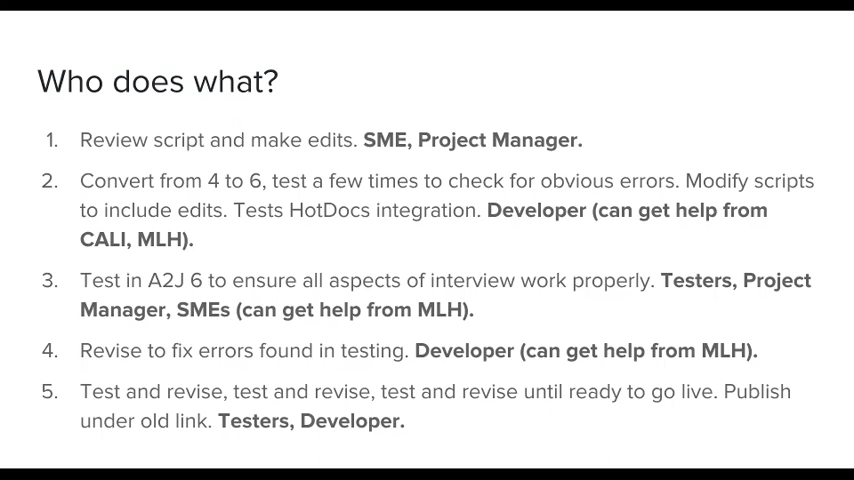 Who does what?
1. Review script and make edits. SME, Project Manager.
2. Convert from 4 to 6, test a few times to check for obvious errors. Modify scripts
to include edits. Tests HotDocs integration. Developer (can get help from
CALI, MLH).
3. Test in A2J 6 to ensure all aspects of interview work properly. Testers, Project
Manager, SMEs (can get help from MLH).
4. Revise to fix errors found in testing. Developer (can get help from MLH).
5. Test and revise, test and revise, test and revise until ready to go live. Publish
under old link. Testers, Developer.